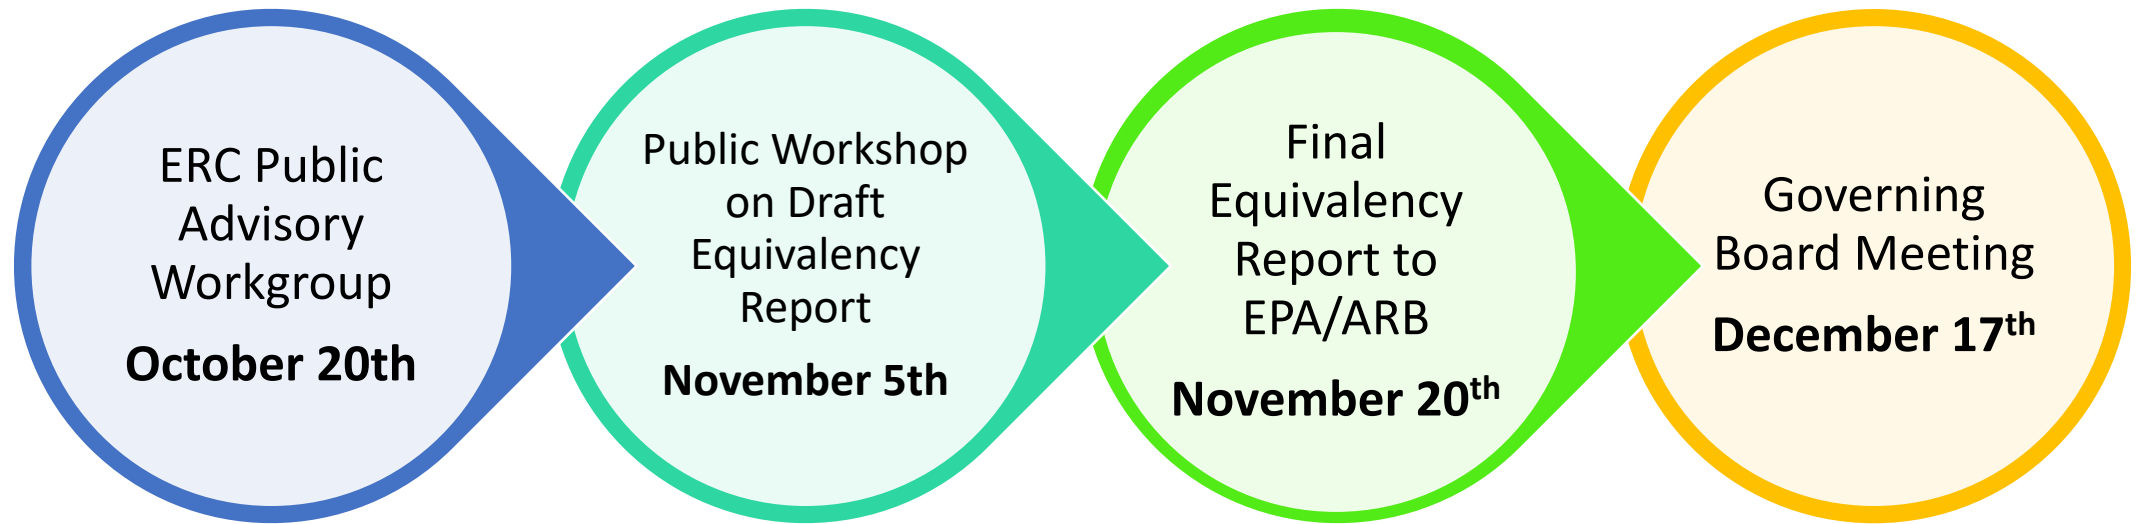 ERC Public
Advisory
Workgroup
October 20th
Public Workshop
on Draft
Equivalency
Report
November 5th
Final
Equivalency
Report to
EPA/ARB
November 20th
Governing
Board Meeting
December 17th